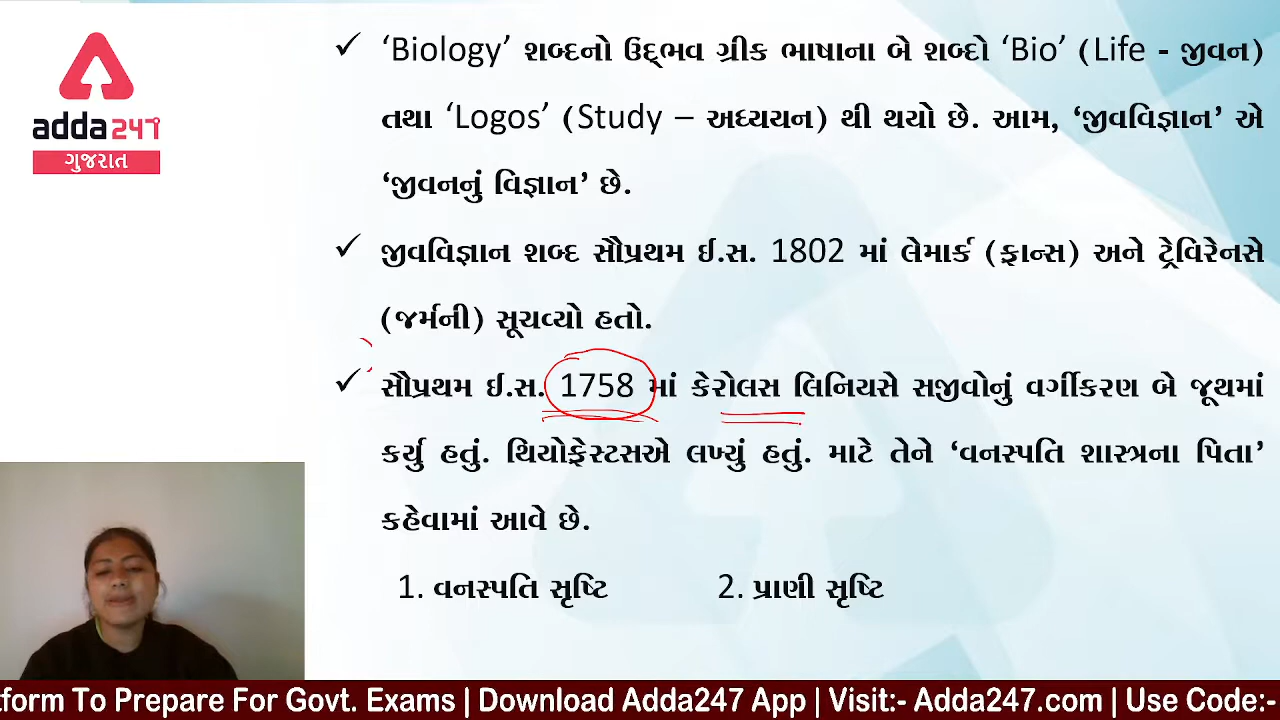 adda247
ગુજરાત
✓ ‘Biology’ શબ્દનો ઉદ્‌ભવ ગ્રીક ભાષાના બે શબ્દો ‘Bio’ (Life - જીવન)
તથા ‘Logos’ (Study – અધ્યયન) થી થયો છે. આમ, ‘જીવવિજ્ઞાન’ એ
‘જીવનનું વિજ્ઞાન’ છે.
✓ જીવવિજ્ઞાન શબ્દ સૌપ્રથમ ઈ.સ. 1802 માં લેમાર્ક (ફ્રાન્સ) અને ટ્રેવિરેનસે
(જર્મની) સૂચવ્યો હતો.
✓ સૌપ્રથમ ઈ.સ. 1758 માં કેરોલસ લિનિયસે સજીવોનું વર્ગીકરણ બે જૂથમાં
કર્યુ હતું. થિયોફ્રેસ્ટસએ લખ્યું હતું. માટે તેને ‘વનસ્પતિ શાસ્ત્રના પિતા’
કહેવામાં આવે છે.
1. વનસ્પતિ સૃષ્ટિ 2. પ્રાણી સૃષ્ટિ
tform To Prepare For Govt. Exams | Download Adda247 App | Visit:- Adda247.com | Use Code:-